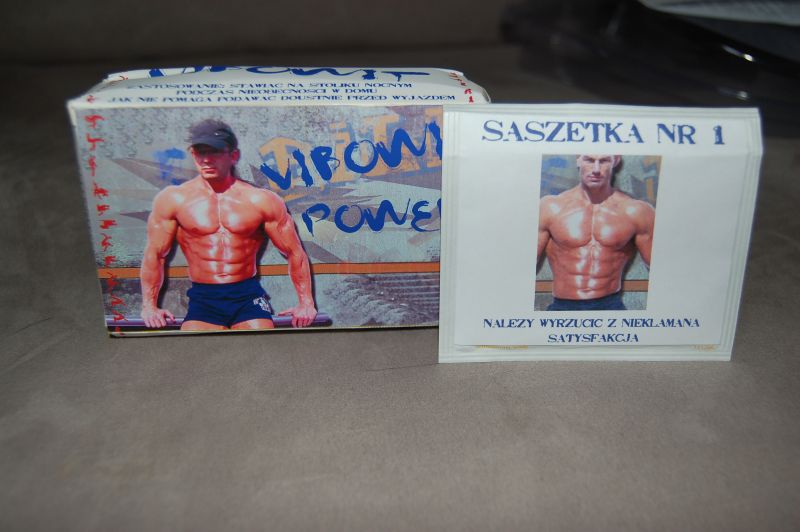 ZASTOSOWANIE: STAWIAC NA STOLIKU NOCNYM
PODCZAS NIEOBECNOSCI W DOMU
JAK NIE POMAGA PODAWAC DOUSTNIE PRZED WYJAZDEM
POWE
SASZETKA NR 1
NALEZY WYRZUCIC Z NIEKLAMANA
SATYSFAKCJA